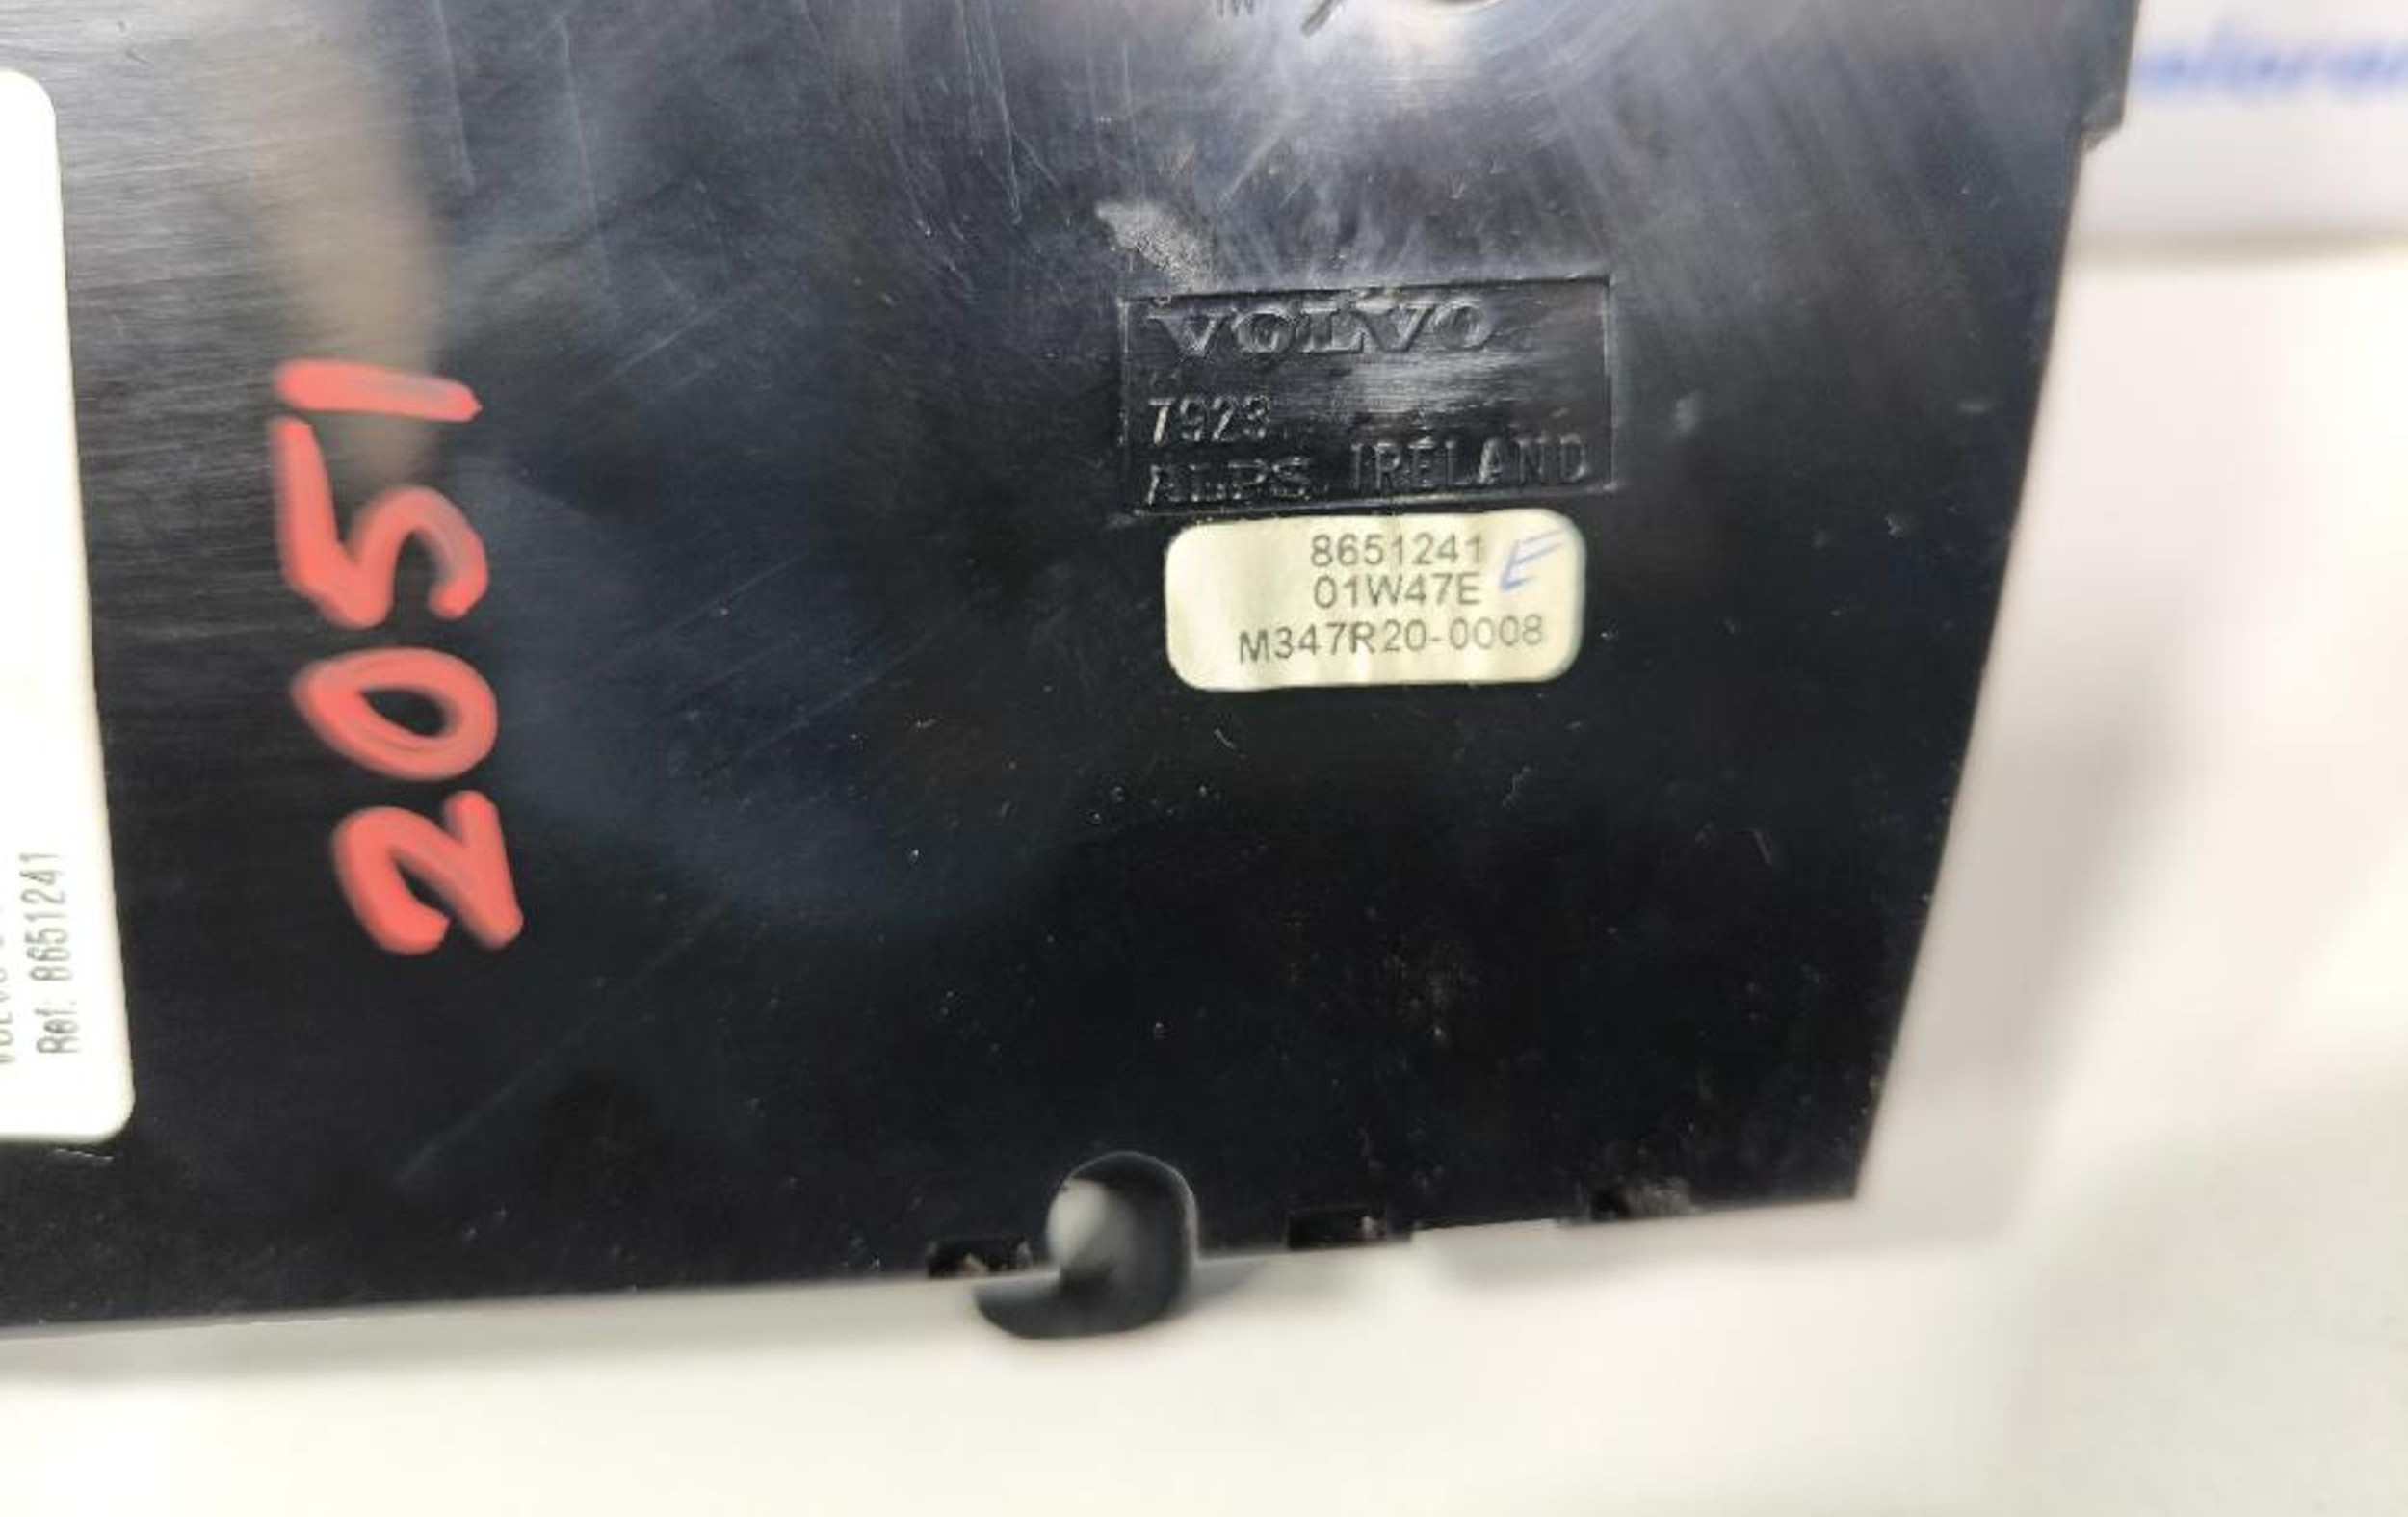 VOLVO
7923
ALPS IRELAND
8651241 E
01W47E
M347R20-0008
2051
Ref: 8651241